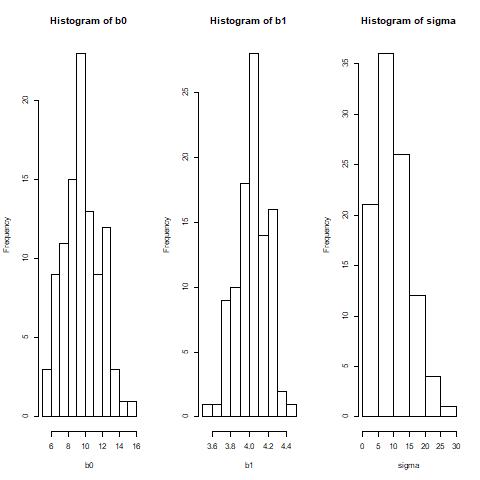 Histogram of b0
Frequency
0
5
10
15
20
6 8 10 12 14 16
b0
Histogram of b1
Frequency
0
5
10
15
20
25
3.6 3.8 4.0 4.2 4.4
b1
Histogram of sigma
Frequency
0
5
10
15
20
25
30
35
0 5 10 15 20 25 30
sigma